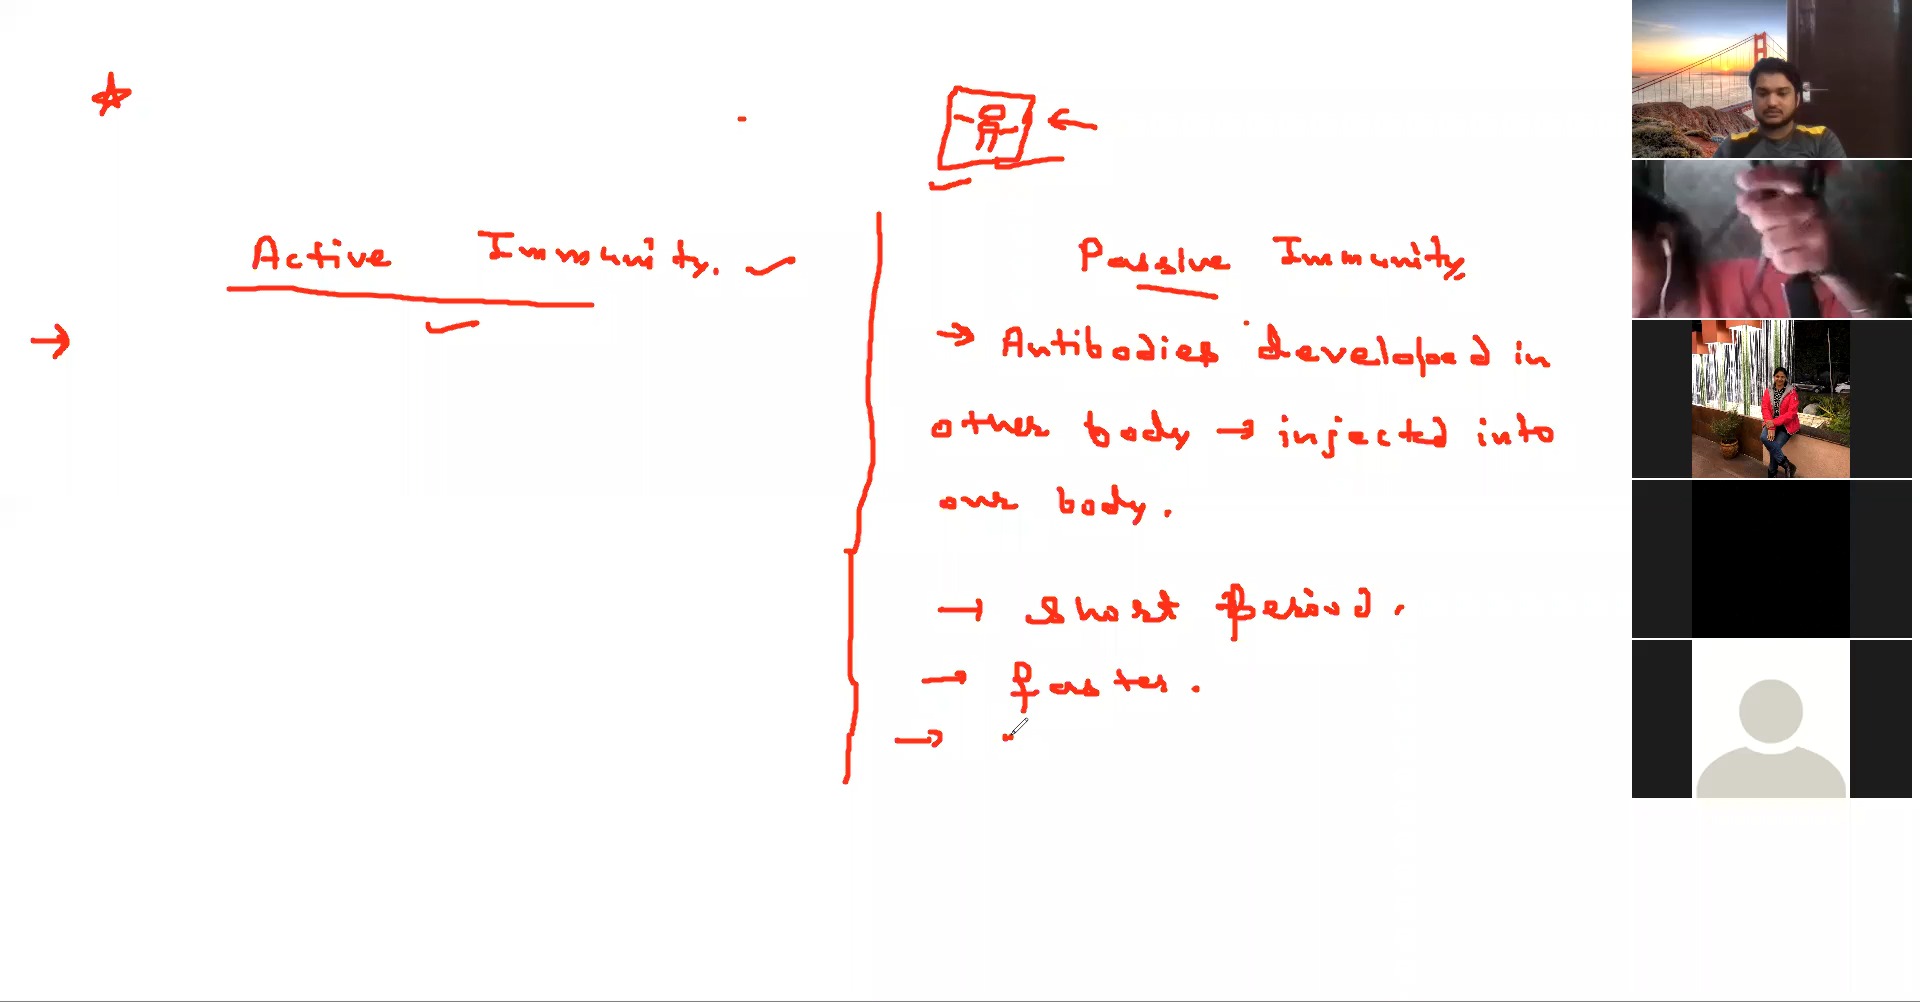 Active Immunity.
Passive Immunity
→ Antibodies developed in
other body → injected into
our body.
→ Short period.
→ faster.